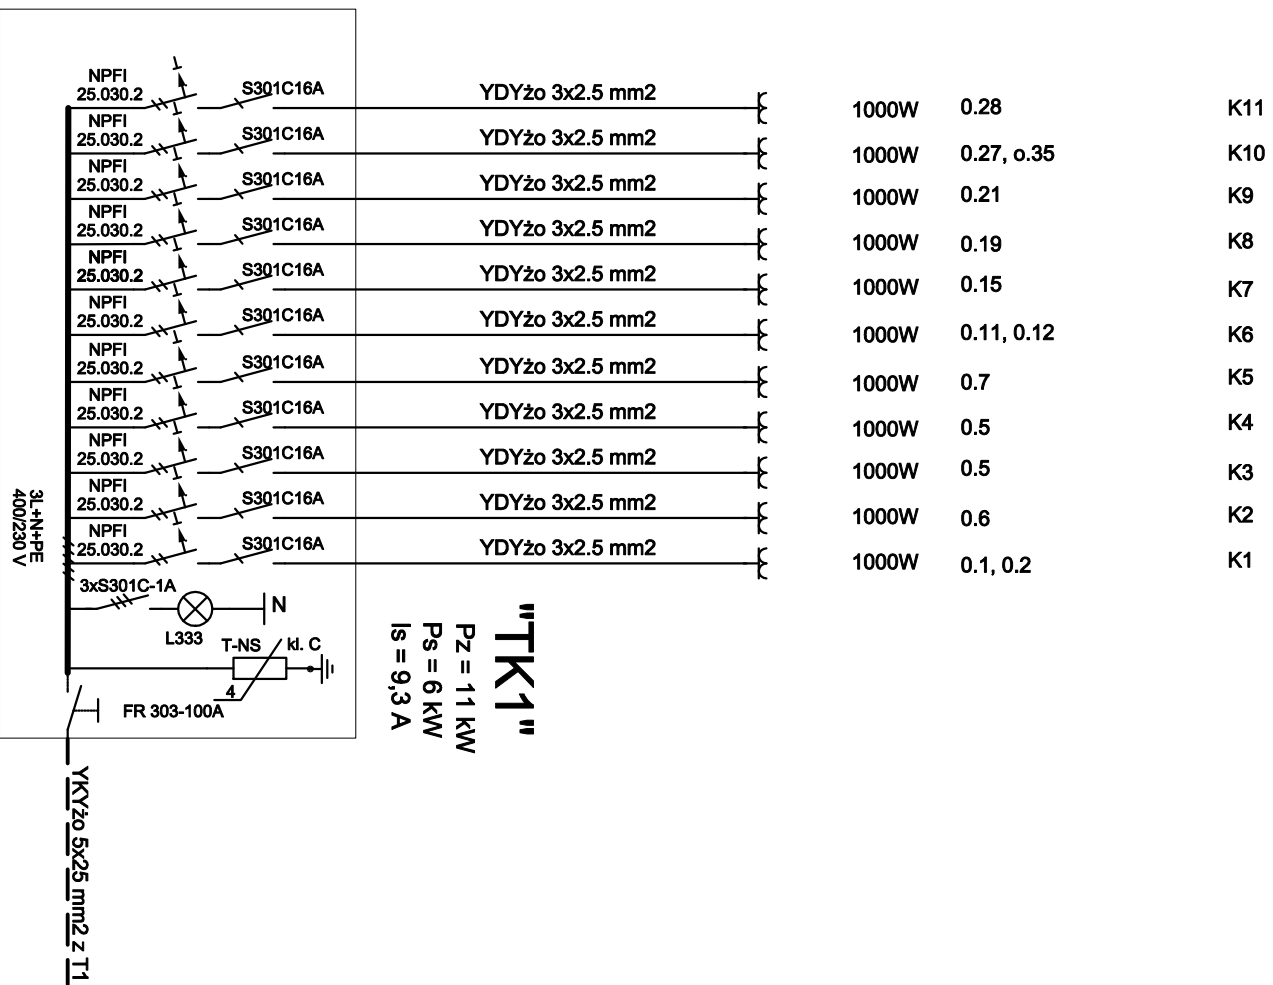 NPFI
25.030.2 S301C16A YDYżo 3x2.5 mm2 1000W 0.28 K11
NPFI
25.030.2 S301C16A YDYżo 3x2.5 mm2 1000W 0.27, o.35 K10
NPFI
25.030.2 S301C16A YDYżo 3x2.5 mm2 1000W 0.21 K9
NPFI
25.030.2 S301C16A YDYżo 3x2.5 mm2 1000W 0.19 K8
NPFI
25.030.2 S301C16A YDYżo 3x2.5 mm2 1000W 0.15 K7
NPFI
25.030.2 S301C16A YDYżo 3x2.5 mm2 1000W 0.11, 0.12 K6
NPFI
25.030.2 S301C16A YDYżo 3x2.5 mm2 1000W 0.7 K5
NPFI
25.030.2 S301C16A YDYżo 3x2.5 mm2 1000W 0.5 K4
NPFI
25.030.2 S301C16A YDYżo 3x2.5 mm2 1000W 0.5 K3
NPFI
25.030.2 S301C16A YDYżo 3x2.5 mm2 1000W 0.6 K2
NPFI
25.030.2 S301C16A YDYżo 3x2.5 mm2 1000W 0.1, 0.2 K1
3L+N+PE
400/230 V
3xS301C-1A
N
L333
T-NS kl. C
4
FR 303-100A
"TK1"
Pz = 11 kW
Ps = 6 kW
Is = 9,3 A
YKYżo 5x25 mm2 z T1